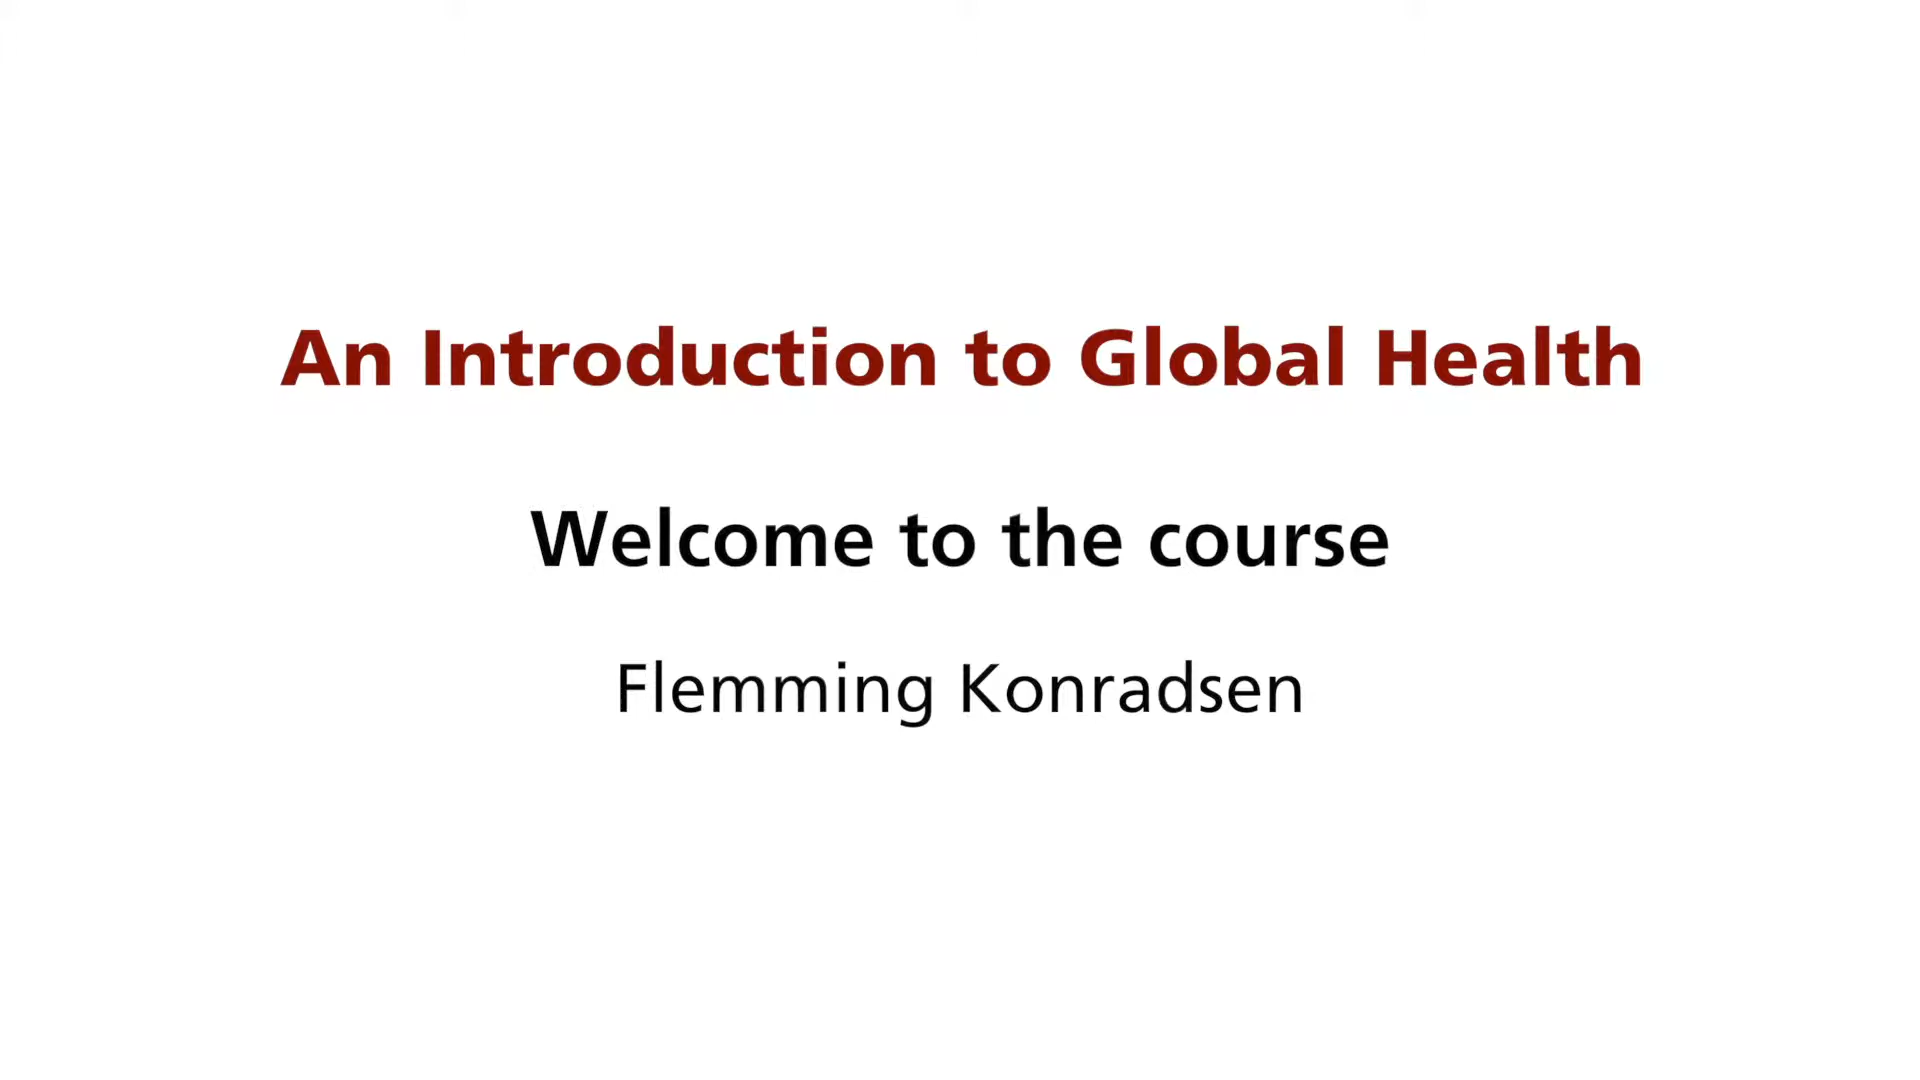 An Introduction to Global Health
Welcome to the course
Flemming Konradsen